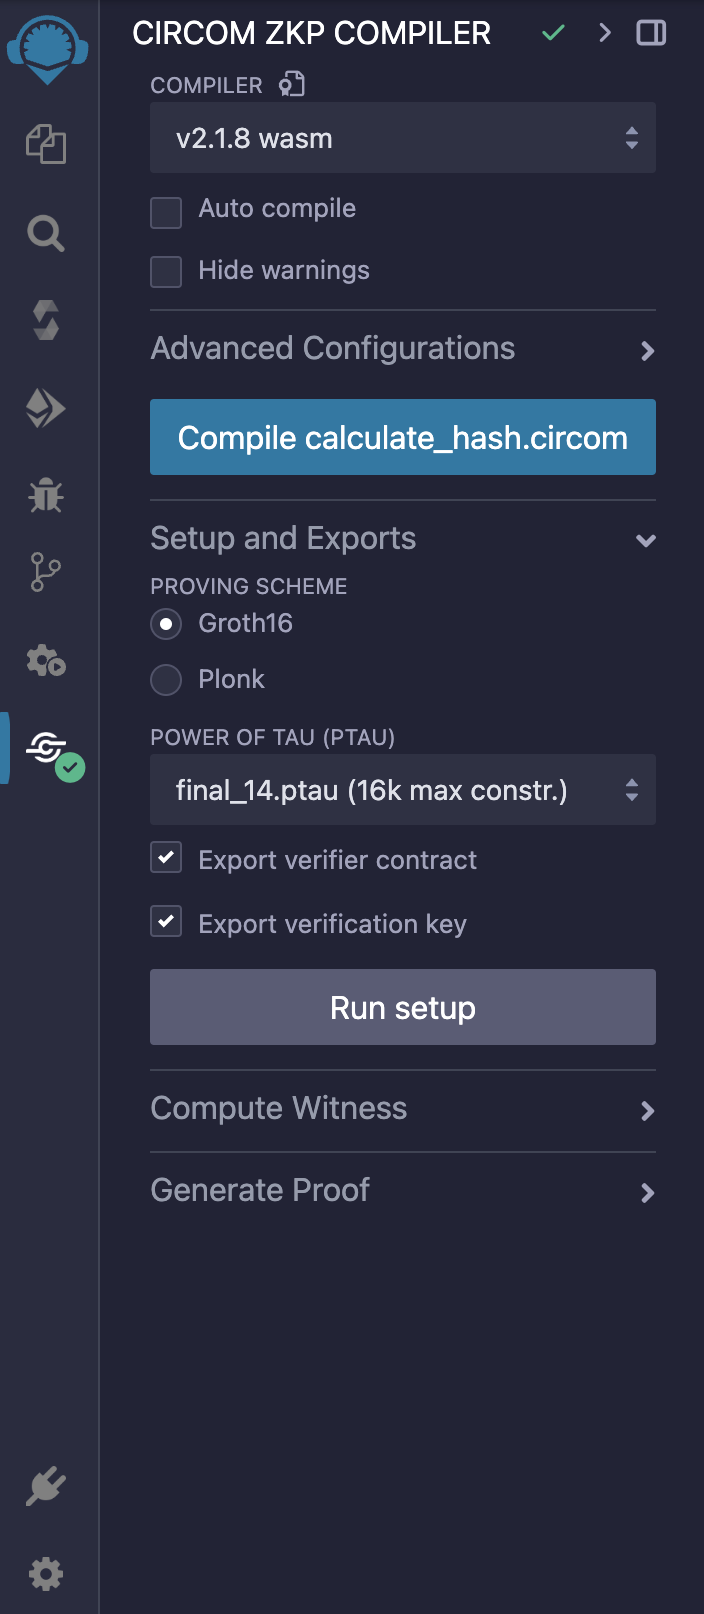 CIRCOM ZKP COMPILER
COMPILER
v2.1.8 wasm
Auto compile
Hide warnings
Advanced Configurations
Compile calculate_hash.circom
Setup and Exports
PROVING SCHEME
Groth16
Plonk
POWER OF TAU (PTAU)
final_14.ptau (16k max constr.)
Export verifier contract
Export verification key
Run setup
Compute Witness
Generate Proof